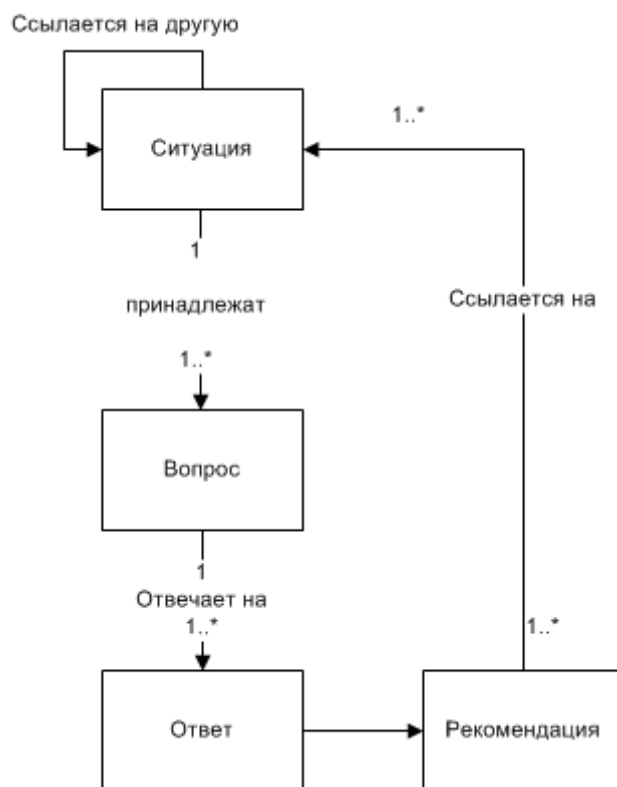 Ссылается на другую
1..*
Ситуация
1
Ссылается на
принадлежат
1..*
Вопрос
1
Отвечает на
1..*
1..*
Ответ
Рекомендация